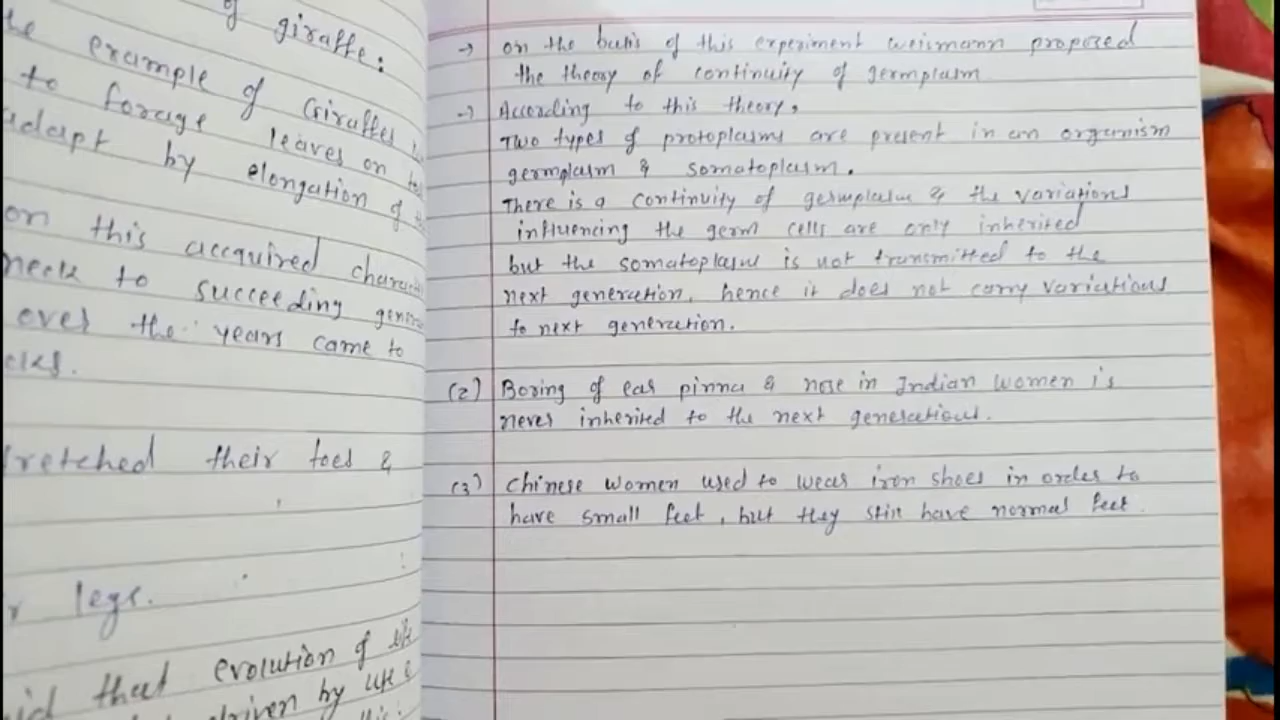 of giraffe:
example of Giraffes
to forage leaves on
adapt by elongation of
on this accquired
neck to succeeding
over the years came to
stretched their toes &
legs.
that evolution of
driven by use &
→ on the basis of this experiment weismann proposed
the theory of continuity of germplasm
→ According to this theory,
Two types of protoplasms are present in an organism
germplasm & somatoplasm.
There is a continuity of germplasm & the variations
influencing the germ cells are only inherited
but the somatoplasm is not transmitted to the
next generation, hence it does not carry variations
to next generation.
(2) Boring of ear pinna & nose in Indian women is
never inherited to the next generations.
(3) Chinese women used to wear iron shoes in order to
have small feet, but they still have normal feet.